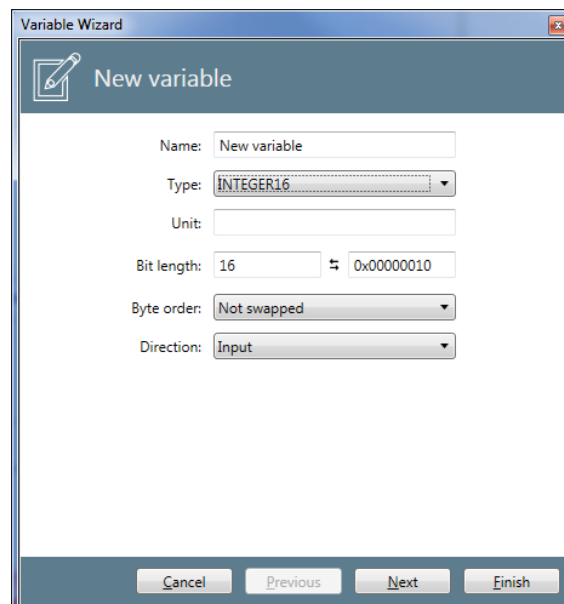 Variable Wizard
New variable
Name: New variable
Type: INTEGER16
Unit:
Bit length: 16 ⇆ 0x00000010
Byte order: Not swapped
Direction: Input
Cancel Previous Next Finish